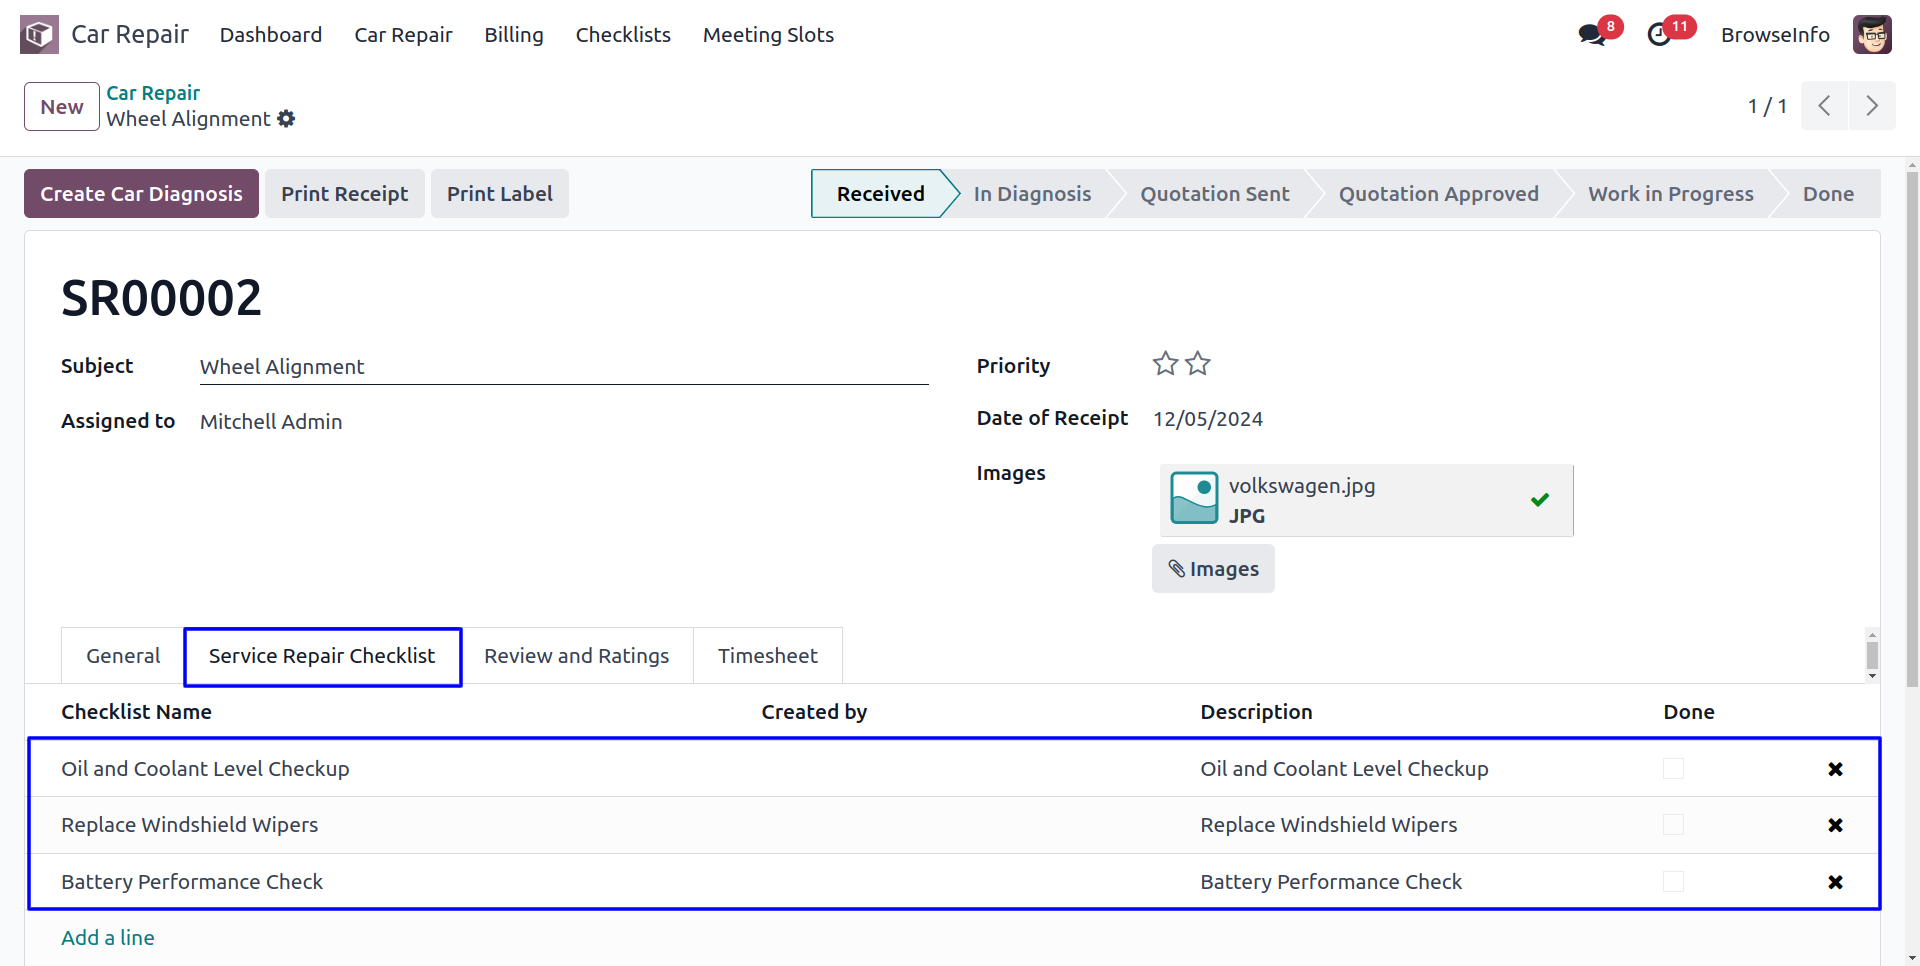 Car Repair Dashboard Car Repair Billing Checklists Meeting Slots 8 11 BrowseInfo
New Car Repair
Wheel Alignment
1 / 1
Create Car Diagnosis Print Receipt Print Label Received In Diagnosis Quotation Sent Quotation Approved Work in Progress Done
SR00002
Subject Wheel Alignment
Assigned to Mitchell Admin
Priority
Date of Receipt 12/05/2024
Images volkswagen.jpg
JPG
Images
General Service Repair Checklist Review and Ratings Timesheet
Checklist Name Created by Description Done
Oil and Coolant Level Checkup Oil and Coolant Level Checkup
Replace Windshield Wipers Replace Windshield Wipers
Battery Performance Check Battery Performance Check
Add a line